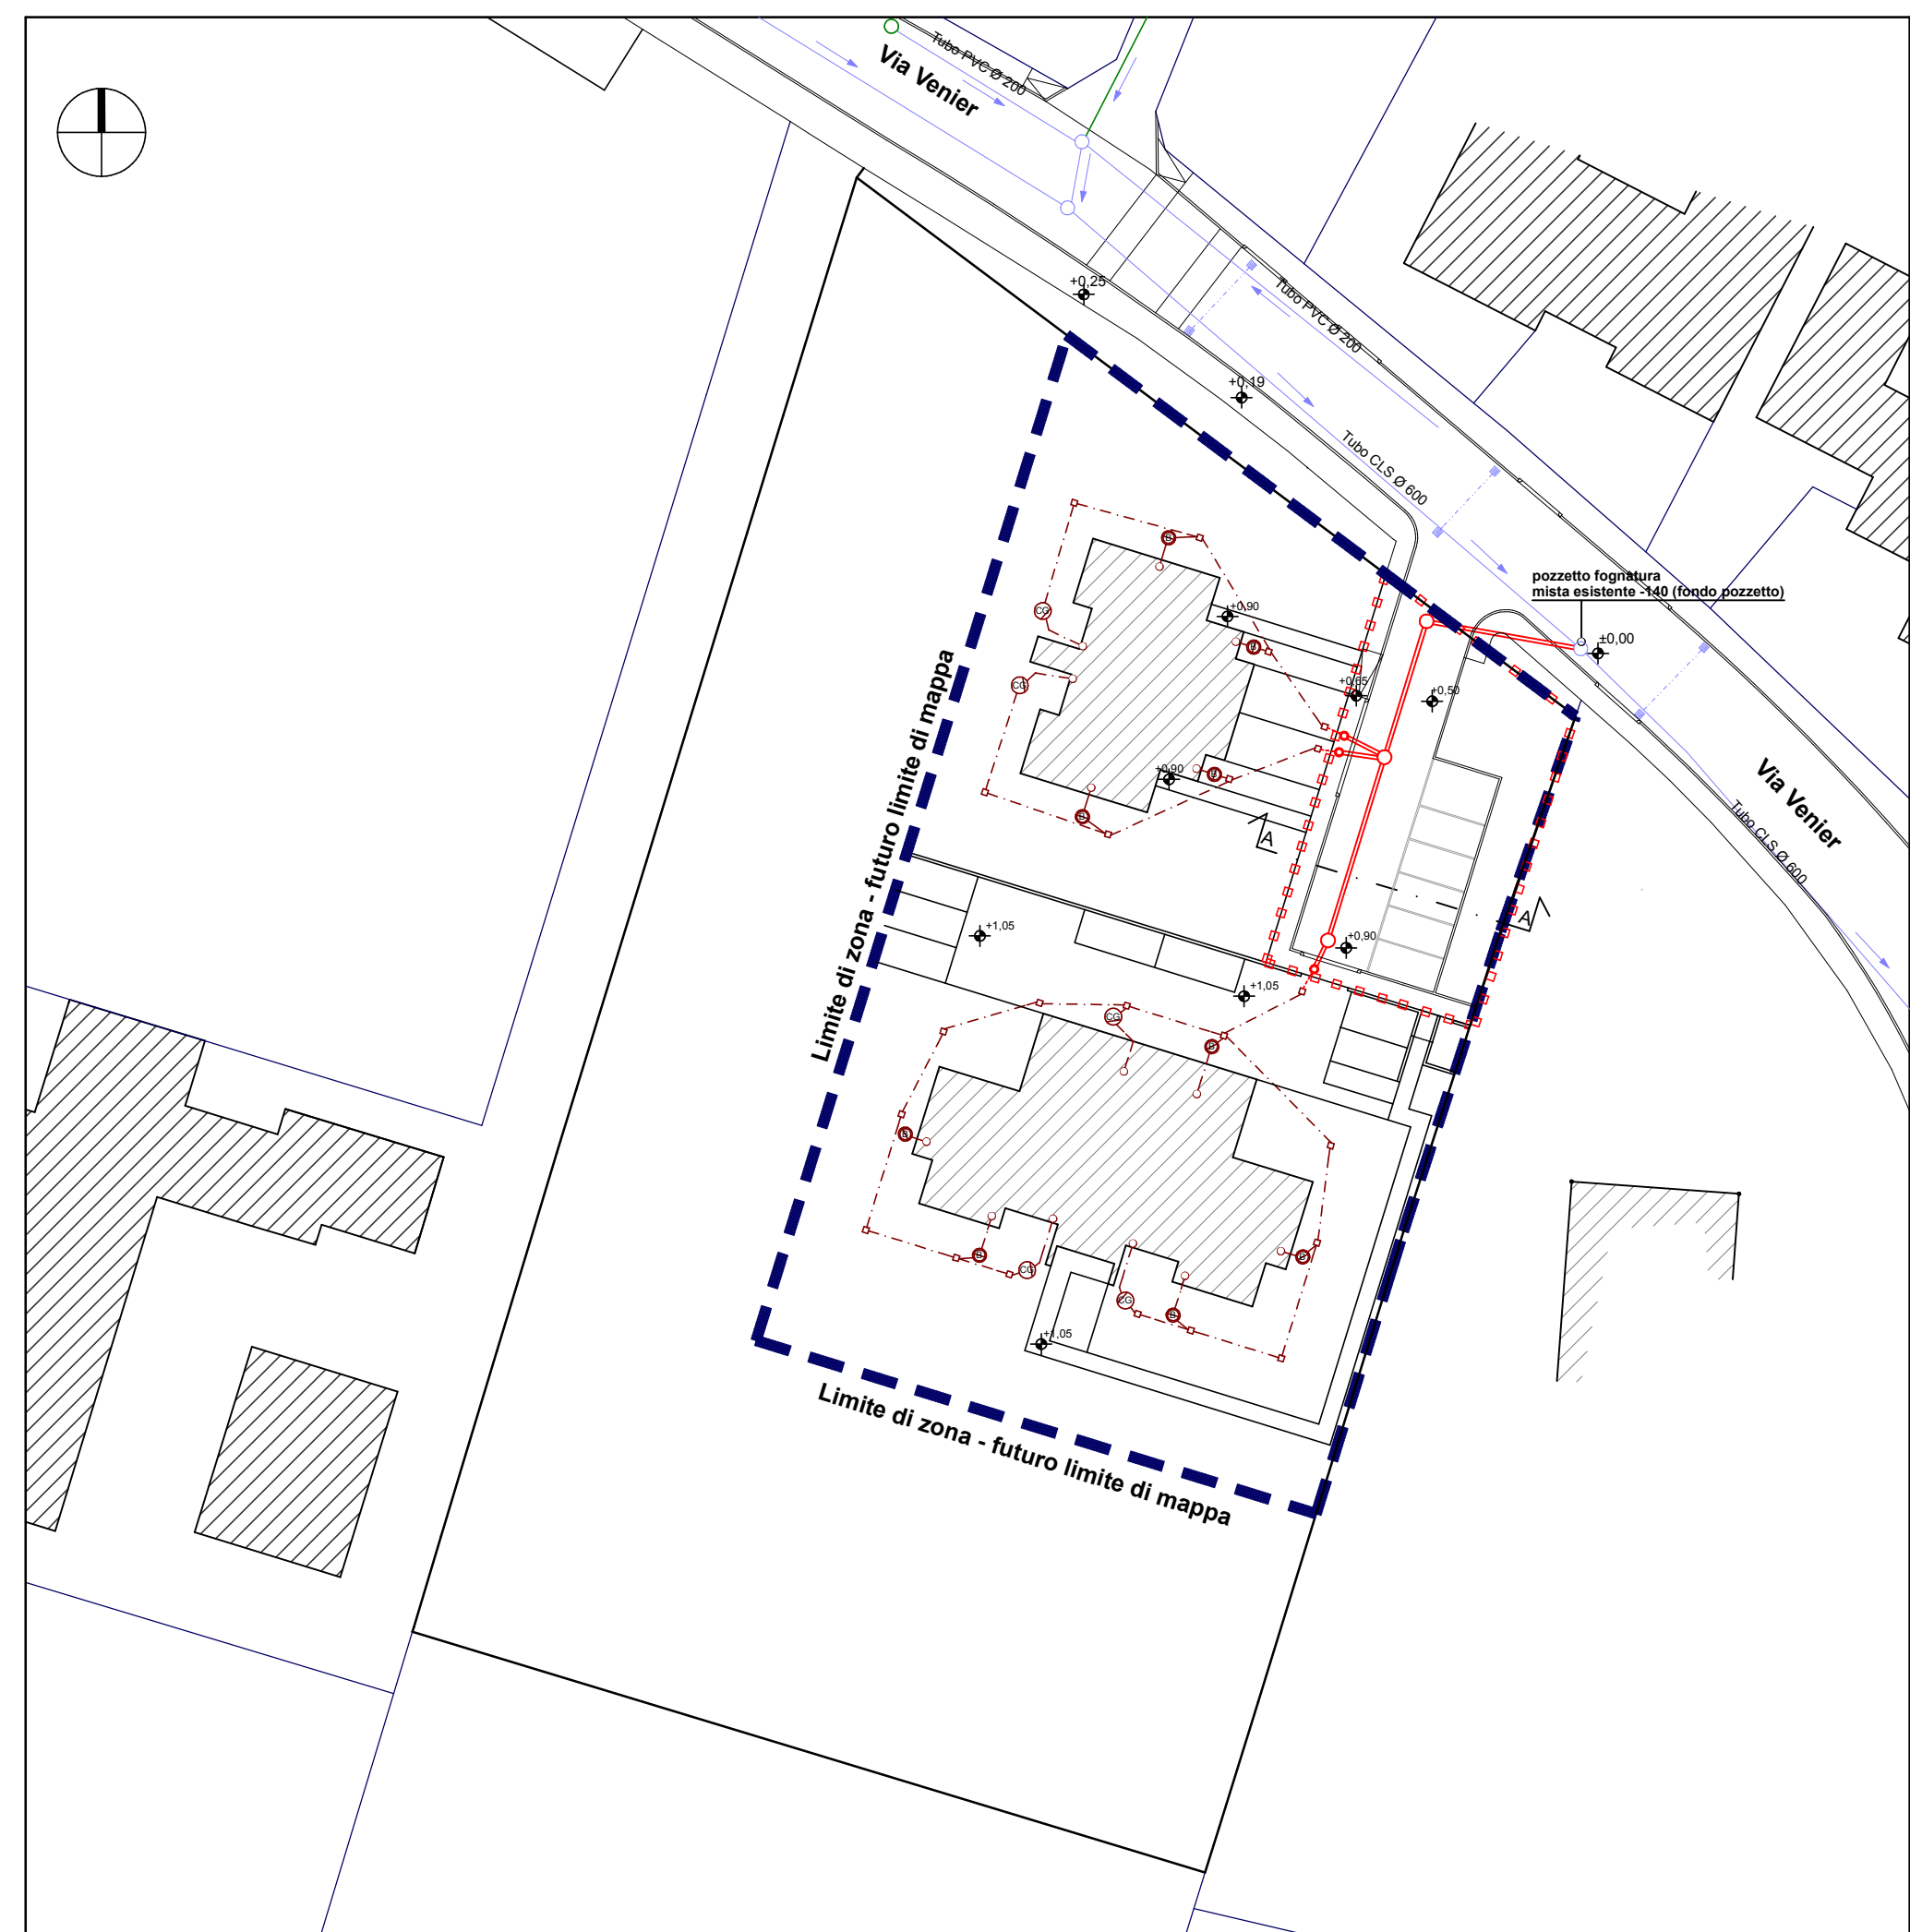 Tubo PVC Ø 200
Via Venier
+0,25
Tubo PVC Ø 200
+0,19
Tubo CLS Ø 600
pozzetto fognatura
mista esistente -140 (fondo pozzetto)
±0,00
B
+0,90
CG
B
CG
+0,65
+0,50
+0,90
B
B
A
Via Venier
Tubo CLS Ø 600
Limite di zona - futuro limite di mappa
A
+1,05
+0,90
+1,05
CG
B
B
B
CG
B
CG
B
+1,05
Limite di zona - futuro limite di mappa